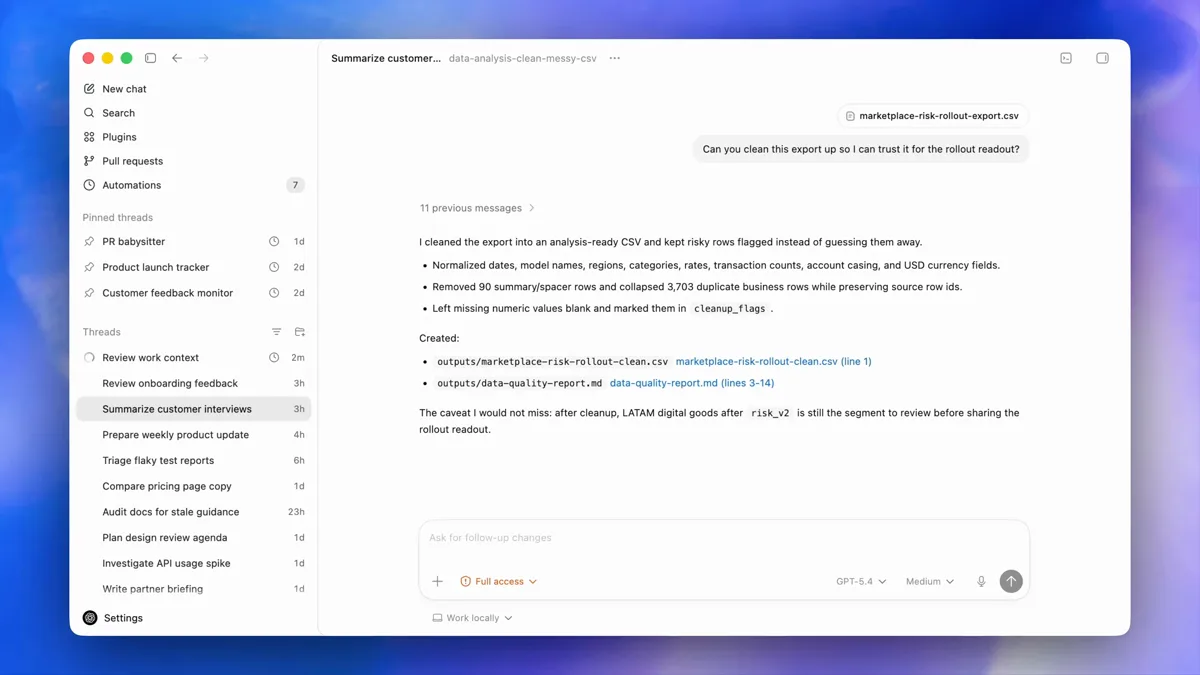 Summarize customer... data-analysis-clean-messy-csv ...
New chat
Search
Plugins
Pull requests
Automations 7
Pinned threads
PR babysitter 1d
Product launch tracker 2d
Customer feedback monitor 2d
Threads
Review work context 2m
Review onboarding feedback 3h
Summarize customer interviews 3h
Prepare weekly product update 4h
Triage flaky test reports 6h
Compare pricing page copy 1d
Audit docs for stale guidance 23h
Plan design review agenda 1d
Investigate API usage spike 1d
Write partner briefing 1d
Settings
marketplace-risk-rollout-export.csv
Can you clean this export up so I can trust it for the rollout readout?
11 previous messages
I cleaned the export into an analysis-ready CSV and kept risky rows flagged instead of guessing them away.
• Normalized dates, model names, regions, categories, rates, transaction counts, account casing, and USD currency fields.
• Removed 90 summary/spacer rows and collapsed 3,703 duplicate business rows while preserving source row ids.
• Left missing numeric values blank and marked them in cleanup_flags .
Created:
• outputs/marketplace-risk-rollout-clean.csv marketplace-risk-rollout-clean.csv (line 1)
• outputs/data-quality-report.md data-quality-report.md (lines 3-14)
The caveat I would not miss: after cleanup, LATAM digital goods after risk_v2 is still the segment to review before sharing the
rollout readout.
Ask for follow-up changes
Full access GPT-5.4 Medium
Work locally